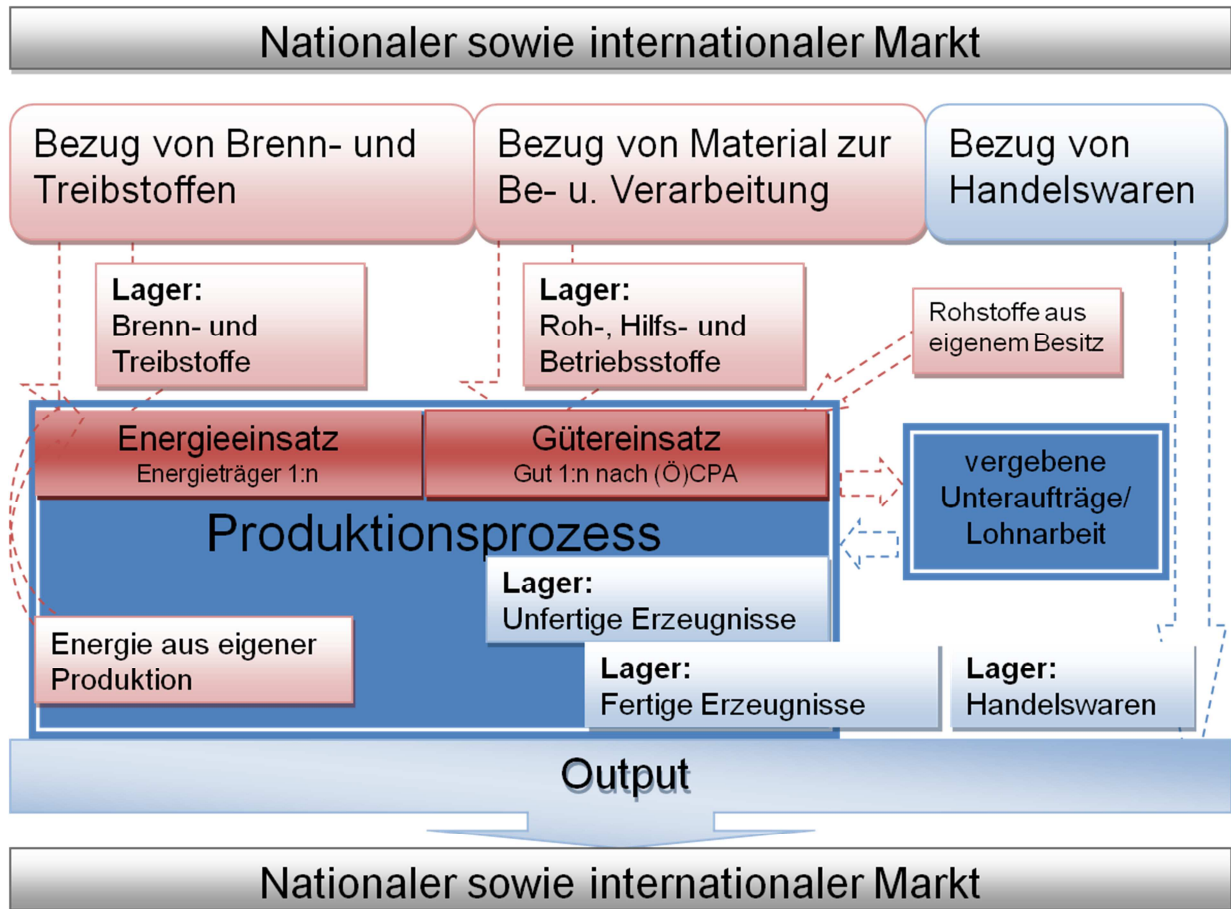 Nationaler sowie internationaler Markt
Bezug von Brenn- und
Treibstoffen
Bezug von Material zur
Be- u. Verarbeitung
Bezug von
Handelswaren
Lager:
Brenn- und
Treibstoffe
Lager:
Roh-, Hilfs- und
Betriebsstoffe
Rohstoffe aus
eigenem Besitz
Energieeinsatz
Energieträger 1:n
Gütereinsatz
Gut 1:n nach (Ö)CPA
vergebene
Unteraufträge/
Lohnarbeit
Produktionsprozess
Lager:
Unfertige Erzeugnisse
Energie aus eigener
Produktion
Lager:
Fertige Erzeugnisse
Lager:
Handelswaren
Output
Nationaler sowie internationaler Markt